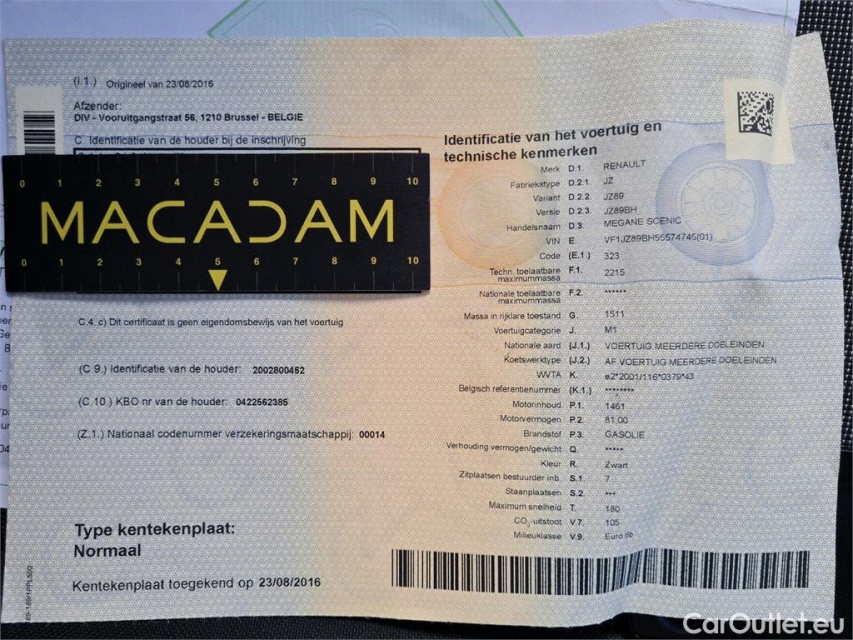 (I.1.) Origineel van 23/08/2016
Afzender:
DIV - Vooruitgangstraat 56, 1210 Brussel - BELGIE
C. Identificatie van de houder bij de inschrijving
0 1 2 3 4 5 6 7 8 9 10
MACADAM
0 1 2 3 4 5 6 7 8 9 10
C.4. c) Dit certificaat is geen eigendomsbewijs van het voertuig
(C.9.) Identificatie van de houder: 2002800452
(C.10.) KBO nr van de houder: 0422562385
(Z.1.) Nationaal codenummer verzekeringsmaatschappij: 00014
Type kentekenplaat:
Normaal
Kentekenplaat toegekend op 23/08/2016
Identificatie van het voertuig en
technische kenmerken
Merk D.1. RENAULT
Fabriekstype D.2.1. JZ
Variant D.2.2. JZ89
Versie D.2.3. JZ89BH
Handelsnaam D.3. MEGANE SCENIC
VIN E. VF1JZ89BH55574745(01)
Code (E.1.) 323
Techn. toelaatbare
maximummassa F.1. 2215
Nationale toelaatbare
maximummassa F.2. ******
Massa in rijklare toestand G. 1511
Voertuigcategorie J. M1
Nationale aard (J.1.) VOERTUIG MEERDERE DOELEINDEN
Koetswerktype (J.2.) AF VOERTUIG MEERDERE DOELEINDEN
WVTA K. e2*2001/116*0379*43
Belgisch referentienummer (K.1.) ********
Motorinhoud P.1. 1461
Motorvermogen P.2. 81.00
Brandstof P.3. GASOLIE
Verhouding vermogen/gewicht Q. *****
Kleur R. Zwart
Zitplaatsen bestuurder inb. S.1. 7
Staanplaatsen S.2. ***
Maximum snelheid T. 180
CO₂-uitstoot V.7. 105
Milieuklasse V.9.
CarOutlet.eu